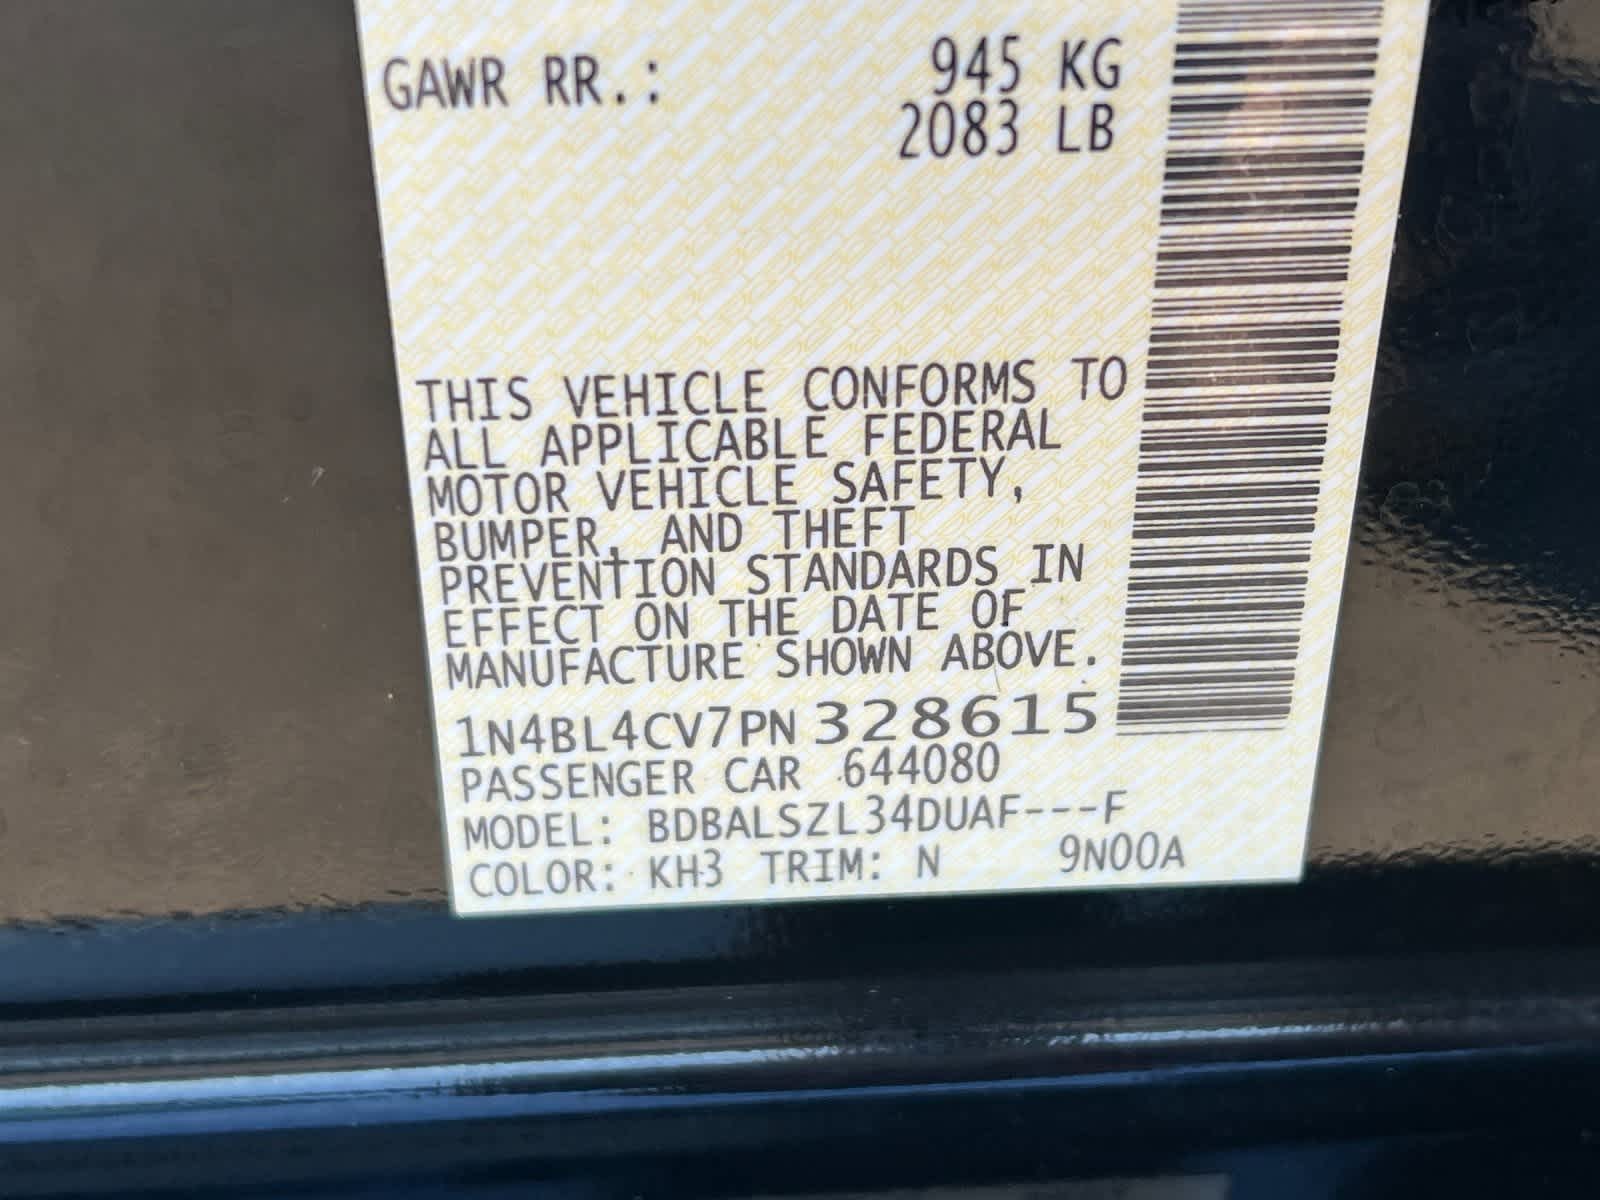 GAWR RR.: 945 KG
2083 LB
THIS VEHICLE CONFORMS TO
ALL APPLICABLE FEDERAL
MOTOR VEHICLE SAFETY,
BUMPER, AND THEFT
PREVENTION STANDARDS IN
EFFECT ON THE DATE OF
MANUFACTURE SHOWN ABOVE.
1N4BL4CV7PN328615
PASSENGER CAR 644080
MODEL: BDBALSZL34DUAF---F
COLOR: KH3 TRIM: N 9N00A